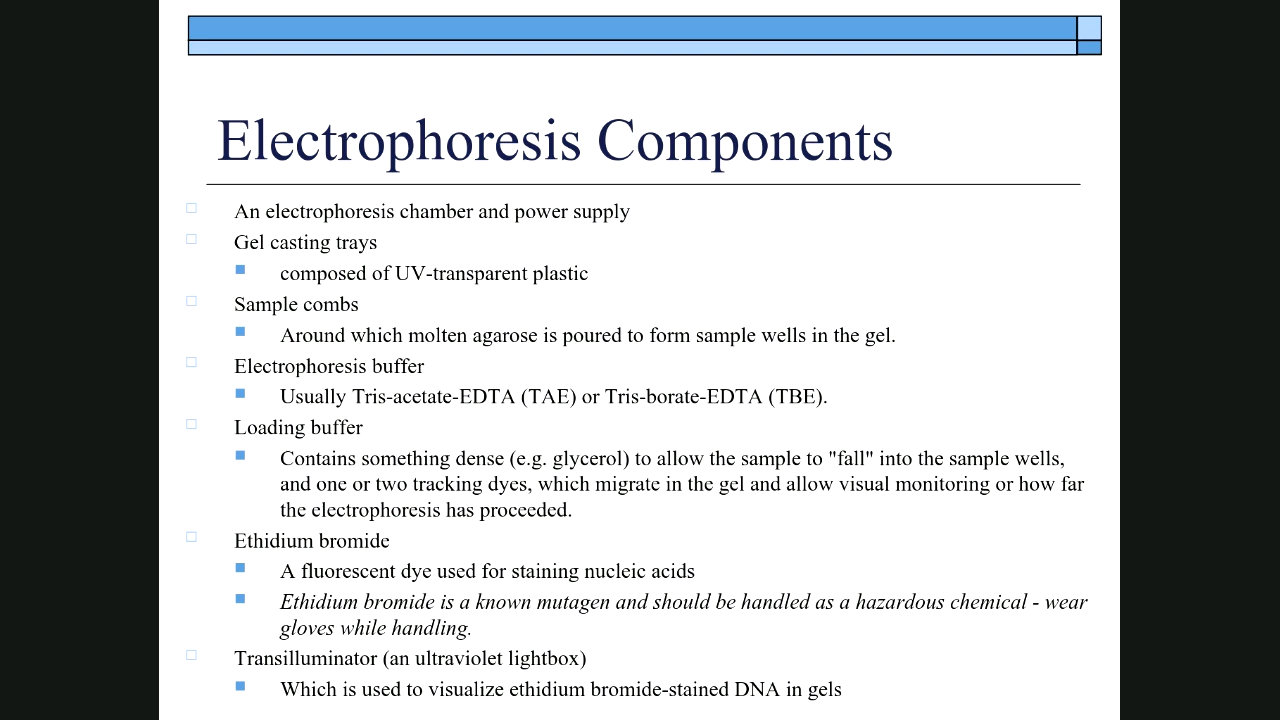 Electrophoresis Components
An electrophoresis chamber and power supply
Gel casting trays
composed of UV-transparent plastic
Sample combs
Around which molten agarose is poured to form sample wells in the gel.
Electrophoresis buffer
Usually Tris-acetate-EDTA (TAE) or Tris-borate-EDTA (TBE).
Loading buffer
Contains something dense (e.g. glycerol) to allow the sample to "fall" into the sample wells,
and one or two tracking dyes, which migrate in the gel and allow visual monitoring or how far
the electrophoresis has proceeded.
Ethidium bromide
A fluorescent dye used for staining nucleic acids
Ethidium bromide is a known mutagen and should be handled as a hazardous chemical - wear
gloves while handling.
Transilluminator (an ultraviolet lightbox)
Which is used to visualize ethidium bromide-stained DNA in gels